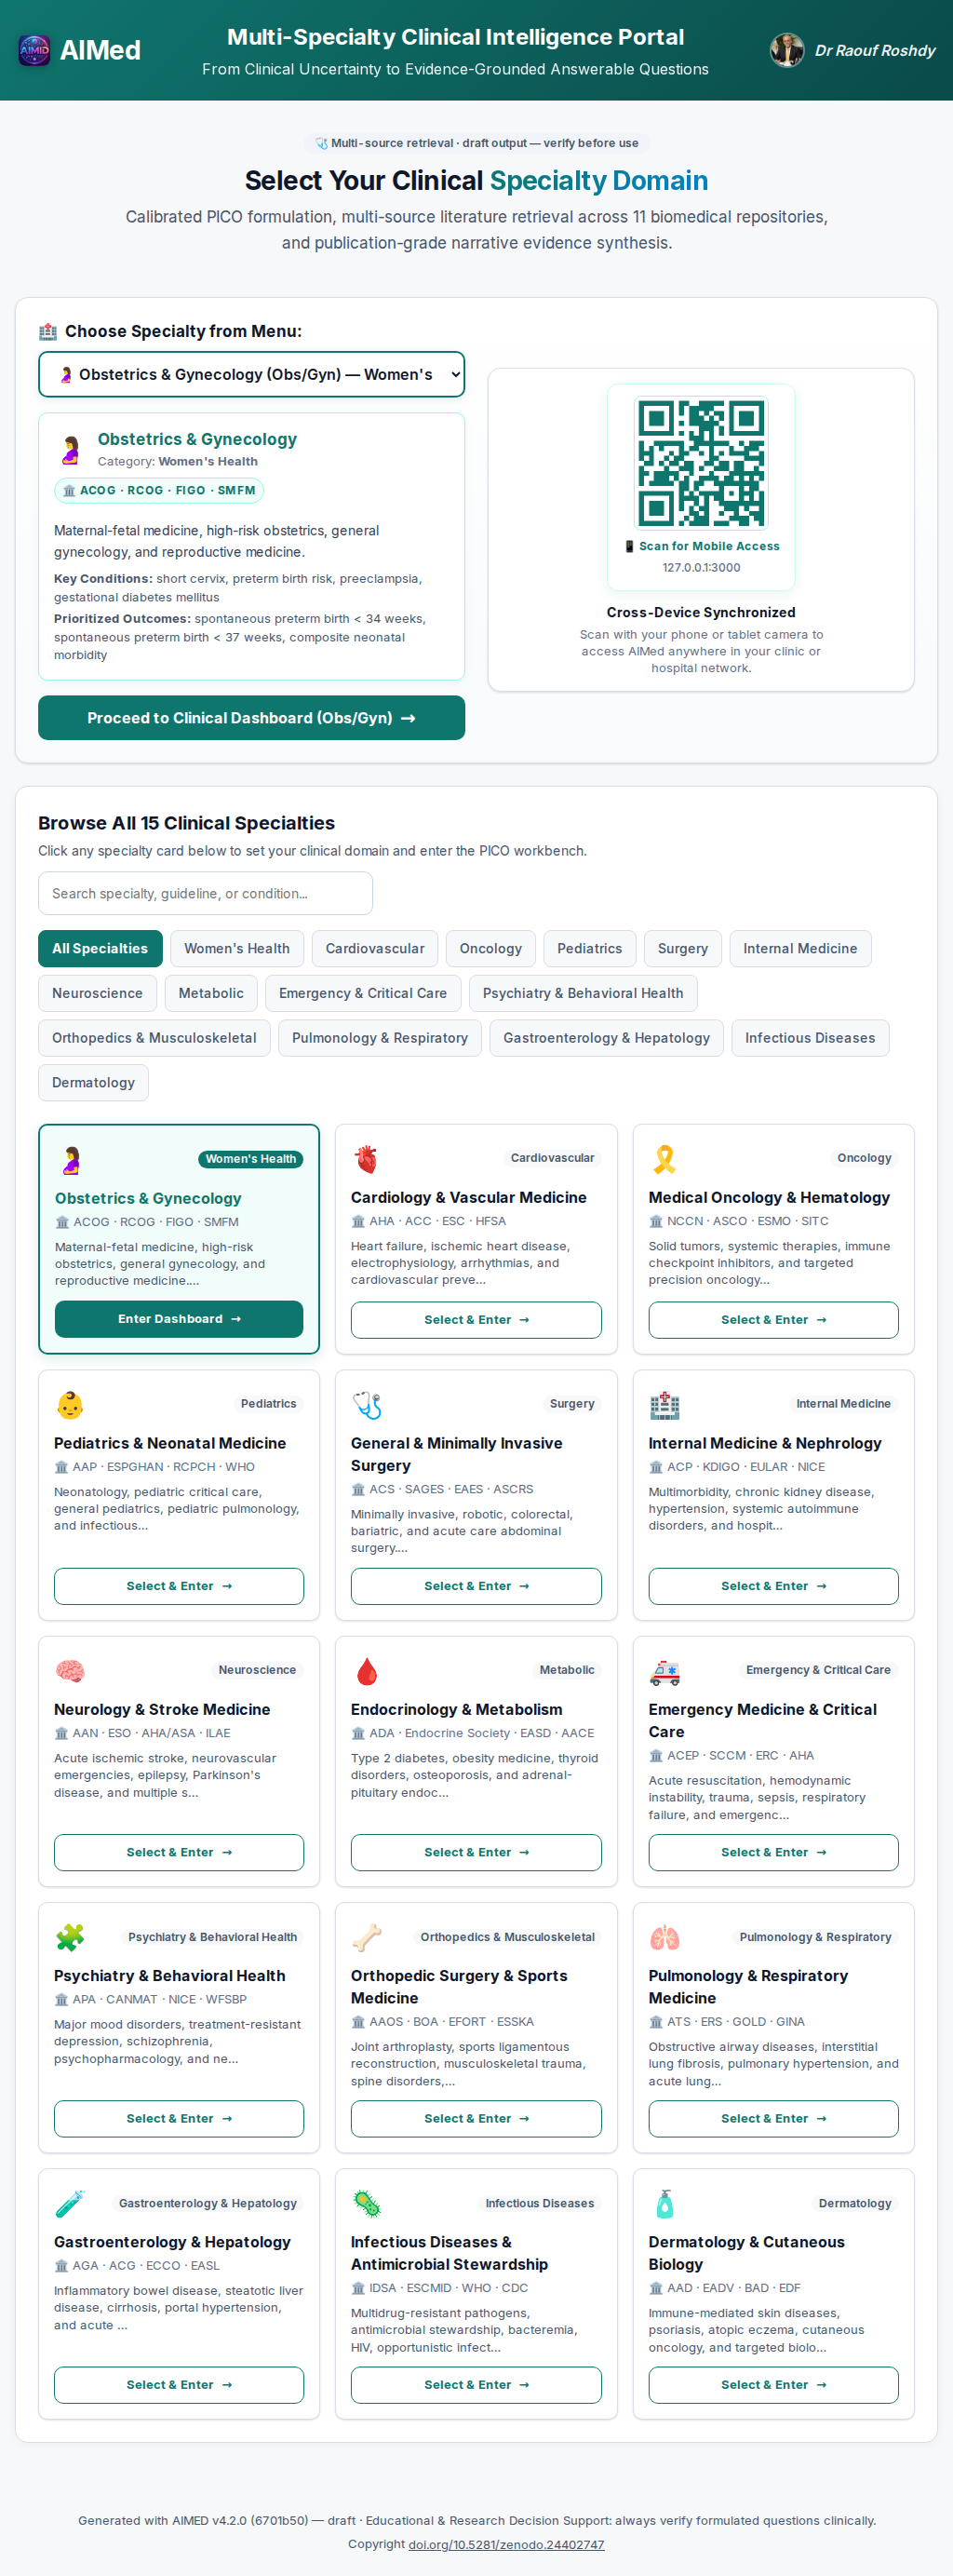 AIMed
Multi-Specialty Clinical Intelligence Portal
From Clinical Uncertainty to Evidence-Grounded Answerable Questions
Dr Raouf Roshdy
Multi-source retrieval · draft output — verify before use
Select Your Clinical Specialty Domain
Calibrated PICO formulation, multi-source literature retrieval across 11 biomedical repositories,
and publication-grade narrative evidence synthesis.
Choose Specialty from Menu:
Obstetrics & Gynecology (Obs/Gyn) — Women's
Obstetrics & Gynecology
Category: Women's Health
ACOG · RCOG · FIGO · SMFM
Maternal-fetal medicine, high-risk obstetrics, general
gynecology, and reproductive medicine.
Key Conditions: short cervix, preterm birth risk, preeclampsia,
gestational diabetes mellitus
Prioritized Outcomes: spontaneous preterm birth < 34 weeks,
spontaneous preterm birth < 37 weeks, composite neonatal
morbidity
Proceed to Clinical Dashboard (Obs/Gyn) →
Scan for Mobile Access
127.0.0.1:3000
Cross-Device Synchronized
Scan with your phone or tablet camera to
access AIMed anywhere in your clinic or
hospital network.
Browse All 15 Clinical Specialties
Click any specialty card below to set your clinical domain and enter the PICO workbench.
Search specialty, guideline, or condition...
All Specialties
Women's Health
Cardiovascular
Oncology
Pediatrics
Surgery
Internal Medicine
Neuroscience
Metabolic
Emergency & Critical Care
Psychiatry & Behavioral Health
Orthopedics & Musculoskeletal
Pulmonology & Respiratory
Gastroenterology & Hepatology
Infectious Diseases
Dermatology
Women's Health
Obstetrics & Gynecology
ACOG · RCOG · FIGO · SMFM
Maternal-fetal medicine, high-risk
obstetrics, general gynecology, and
reproductive medicine....
Enter Dashboard →
Cardiovascular
Cardiology & Vascular Medicine
AHA · ACC · ESC · HFSA
Heart failure, ischemic heart disease,
electrophysiology, arrhythmias, and
cardiovascular preve...
Select & Enter →
Oncology
Medical Oncology & Hematology
NCCN · ASCO · ESMO · SITC
Solid tumors, systemic therapies, immune
checkpoint inhibitors, and targeted
precision oncology...
Select & Enter →
Pediatrics
Pediatrics & Neonatal Medicine
AAP · ESPGHAN · RCPCH · WHO
Neonatology, pediatric critical care,
general pediatrics, pediatric pulmonology,
and infectious...
Select & Enter →
Surgery
General & Minimally Invasive
Surgery
ACS · SAGES · EAES · ASCRS
Minimally invasive, robotic, colorectal,
bariatric, and acute care abdominal
surgery....
Select & Enter →
Internal Medicine
Internal Medicine & Nephrology
ACP · KDIGO · EULAR · NICE
Multimorbidity, chronic kidney disease,
hypertension, systemic autoimmune
disorders, and hospit...
Select & Enter →
Neuroscience
Neurology & Stroke Medicine
AAN · ESO · AHA/ASA · ILAE
Acute ischemic stroke, neurovascular
emergencies, epilepsy, Parkinson's
disease, and multiple s...
Select & Enter →
Metabolic
Endocrinology & Metabolism
ADA · Endocrine Society · EASD · AACE
Type 2 diabetes, obesity medicine, thyroid
disorders, osteoporosis, and adrenal-
pituitary endoc...
Select & Enter →
Emergency & Critical Care
Emergency Medicine & Critical
Care
ACEP · SCCM · ERC · AHA
Acute resuscitation, hemodynamic
instability, trauma, sepsis, respiratory
failure, and emergenc...
Select & Enter →
Psychiatry & Behavioral Health
Psychiatry & Behavioral Health
APA · CANMAT · NICE · WFSBP
Major mood disorders, treatment-resistant
depression, schizophrenia,
psychopharmacology, and ne...
Select & Enter →
Orthopedics & Musculoskeletal
Orthopedic Surgery & Sports
Medicine
AAOS · BOA · EFORT · ESSKA
Joint arthroplasty, sports ligamentous
reconstruction, musculoskeletal trauma,
spine disorders,...
Select & Enter →
Pulmonology & Respiratory
Pulmonology & Respiratory
Medicine
ATS · ERS · GOLD · GINA
Obstructive airway diseases, interstitial
lung fibrosis, pulmonary hypertension, and
acute lung...
Select & Enter →
Gastroenterology & Hepatology
Gastroenterology & Hepatology
AGA · ACG · ECCO · EASL
Inflammatory bowel disease, steatotic liver
disease, cirrhosis, portal hypertension,
and acute ...
Select & Enter →
Infectious Diseases
Infectious Diseases &
Antimicrobial Stewardship
IDSA · ESCMID · WHO · CDC
Multidrug-resistant pathogens,
antimicrobial stewardship, bacteremia,
HIV, opportunistic infect...
Select & Enter →
Dermatology
Dermatology & Cutaneous
Biology
AAD · EADV · BAD · EDF
Immune-mediated skin diseases,
psoriasis, atopic eczema, cutaneous
oncology, and targeted biolo...
Select & Enter →
Generated with AIMED v4.2.0 (6701b50) — draft · Educational & Research Decision Support: always verify formulated questions clinically.
Copyright doi.org/10.5281/zenodo.24402747